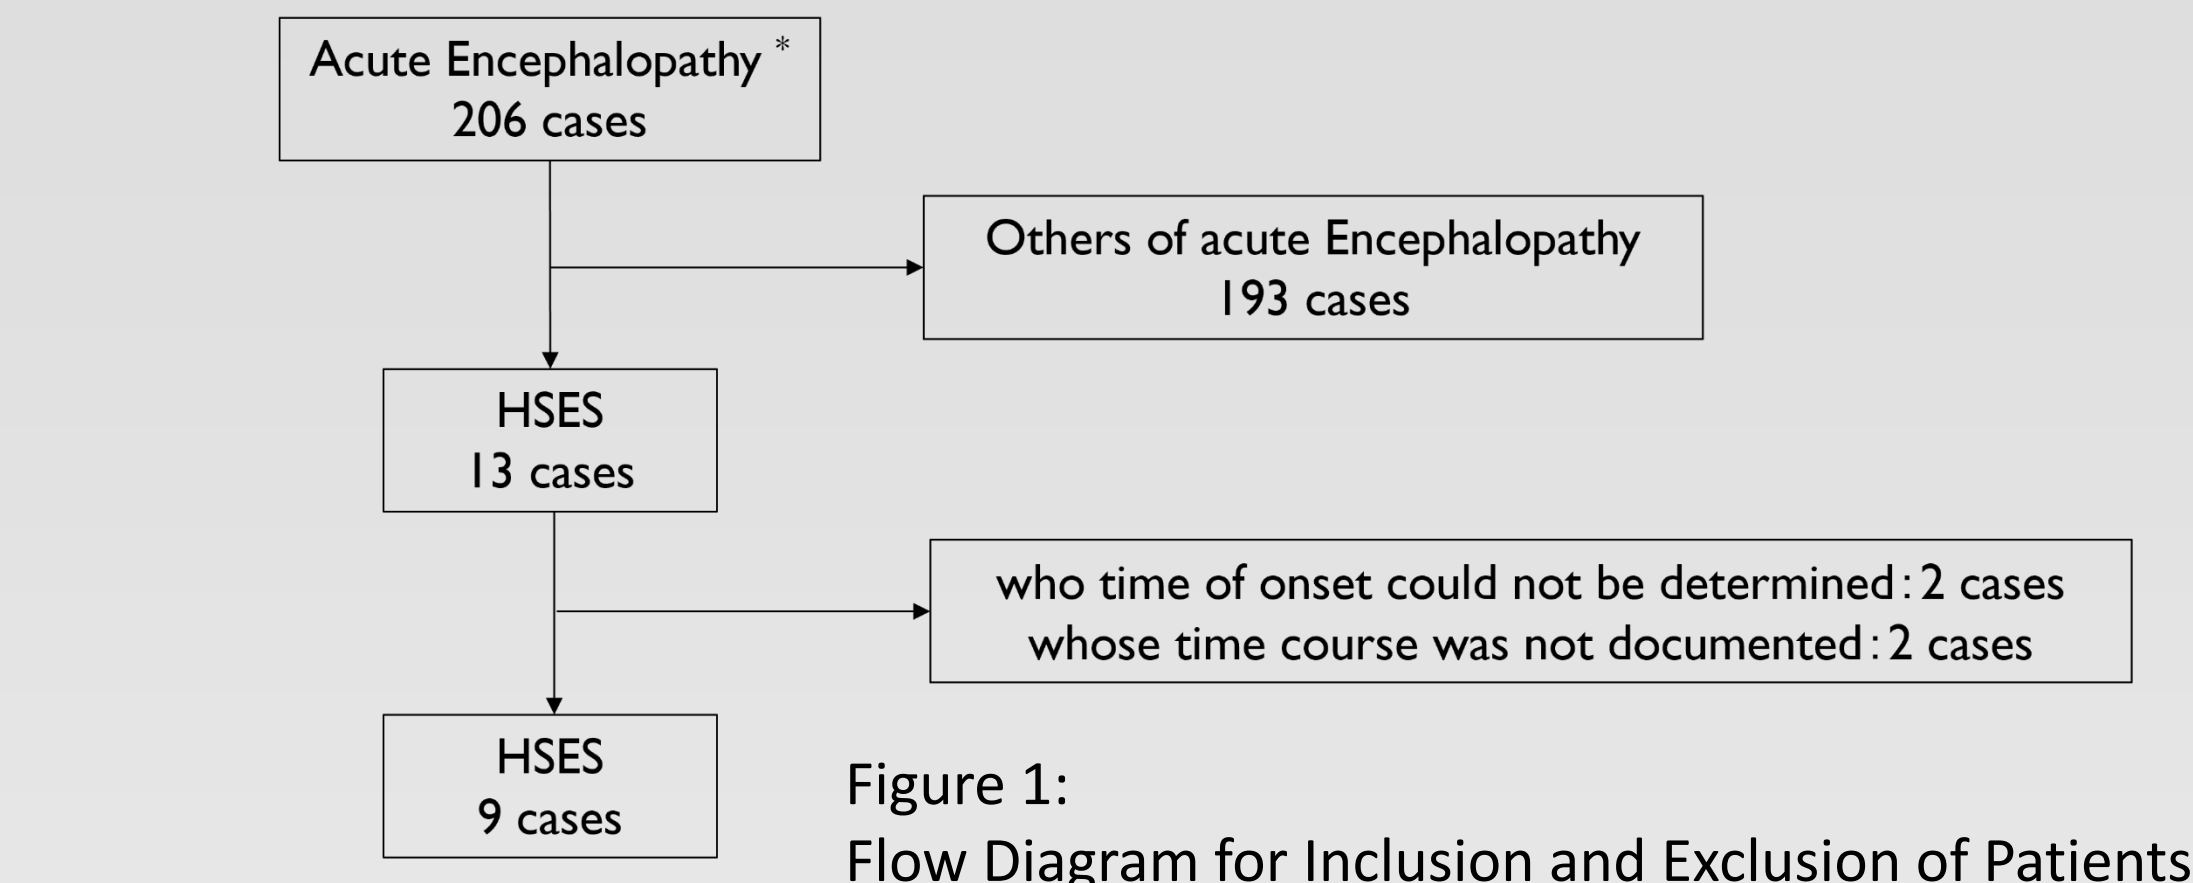 Acute Encephalopathy *
206 cases
Others of acute Encephalopathy
193 cases
HSES
13 cases
who time of onset could not be determined:2 cases
whose time course was not documented:2 cases
HSES
9 cases
Figure 1:
Flow Diagram for Inclusion and Exclusion of Patients